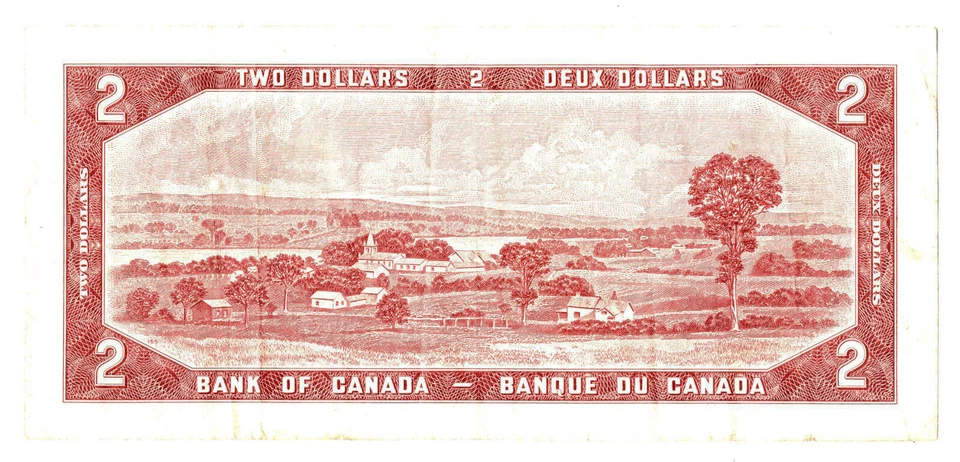 2 TWO DOLLARS 2 DEUX DOLLARS 2
TWO DOLLARS
DEUX DOLLARS
2 BANK OF CANADA — BANQUE DU CANADA 2